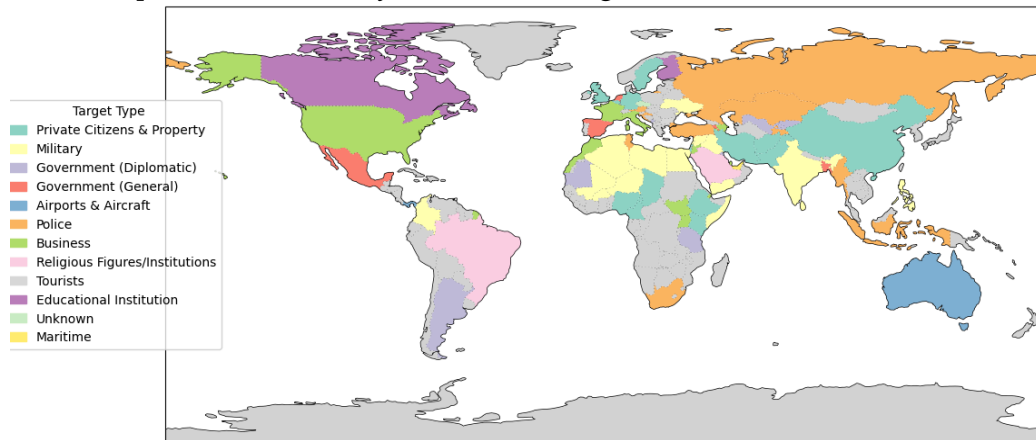 Target Type
Private Citizens & Property
Military
Government (Diplomatic)
Government (General)
Airports & Aircraft
Police
Business
Religious Figures/Institutions
Tourists
Educational Institution
Unknown
Maritime